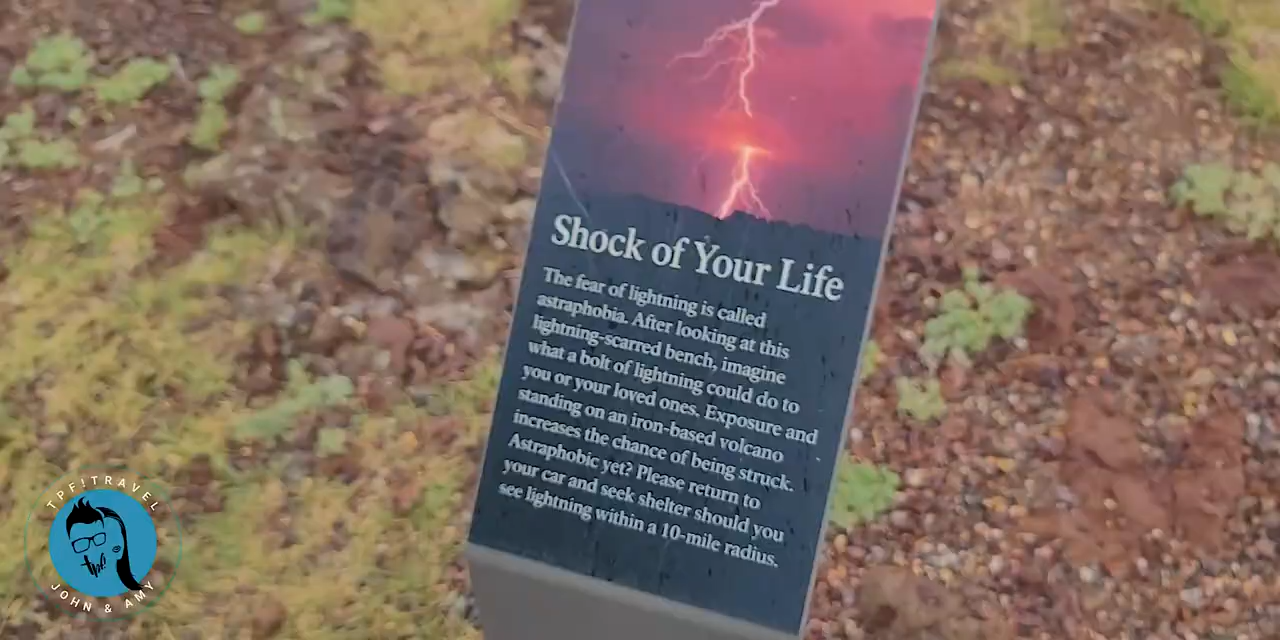 Shock of Your Life
The fear of lightning is called
astraphobia. After looking at this
lightning-scarred bench, imagine
what a bolt of lightning could do to
you or your loved ones. Exposure and
standing on an iron-based volcano
increases the chance of being struck.
Astraphobic yet? Please return to
your car and seek shelter should you
see lightning within a 10-mile radius.
TPF!TRAVEL
tpf!
JOHN & AMY